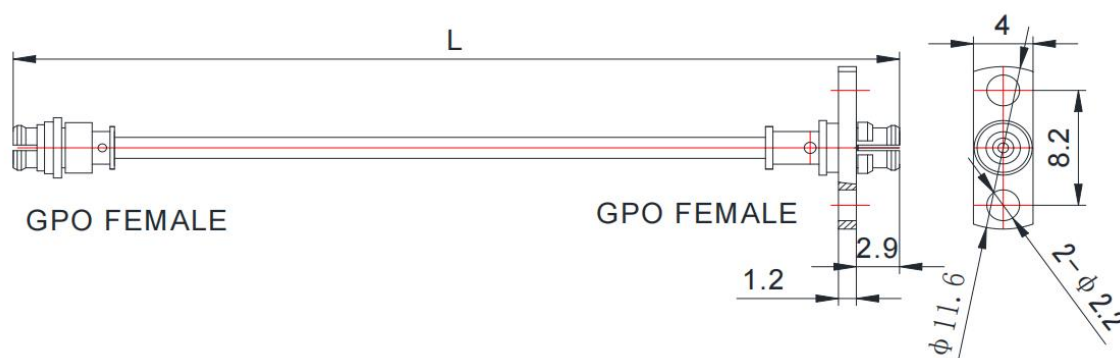 L
4
8.2
GPO FEMALE
GPO FEMALE
2.9
1.2
2-φ2.2
φ11.6